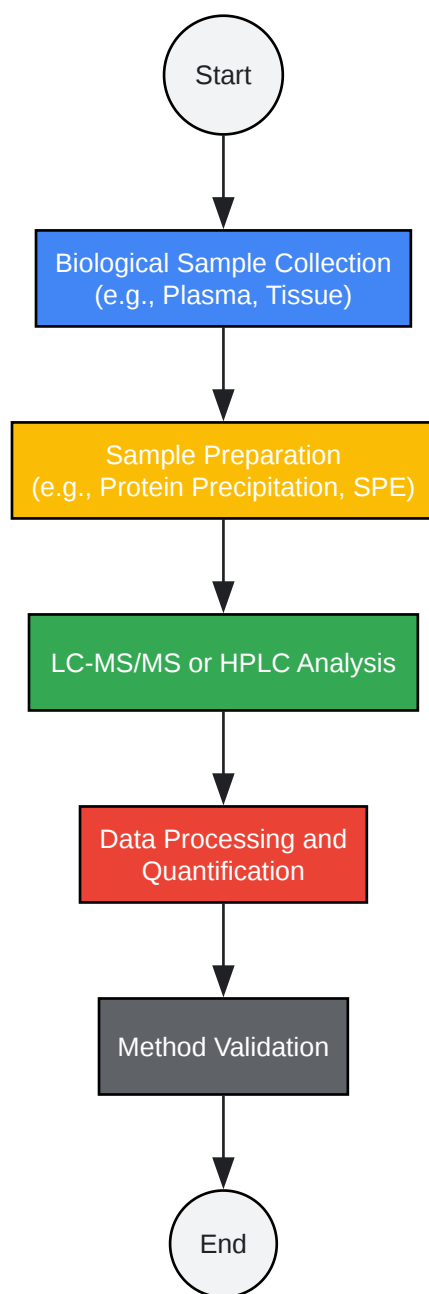 Start
Biological Sample Collection
(e.g., Plasma, Tissue)
Sample Preparation
(e.g., Protein Precipitation, SPE)
LC-MS/MS or HPLC Analysis
Data Processing and
Quantification
Method Validation
End